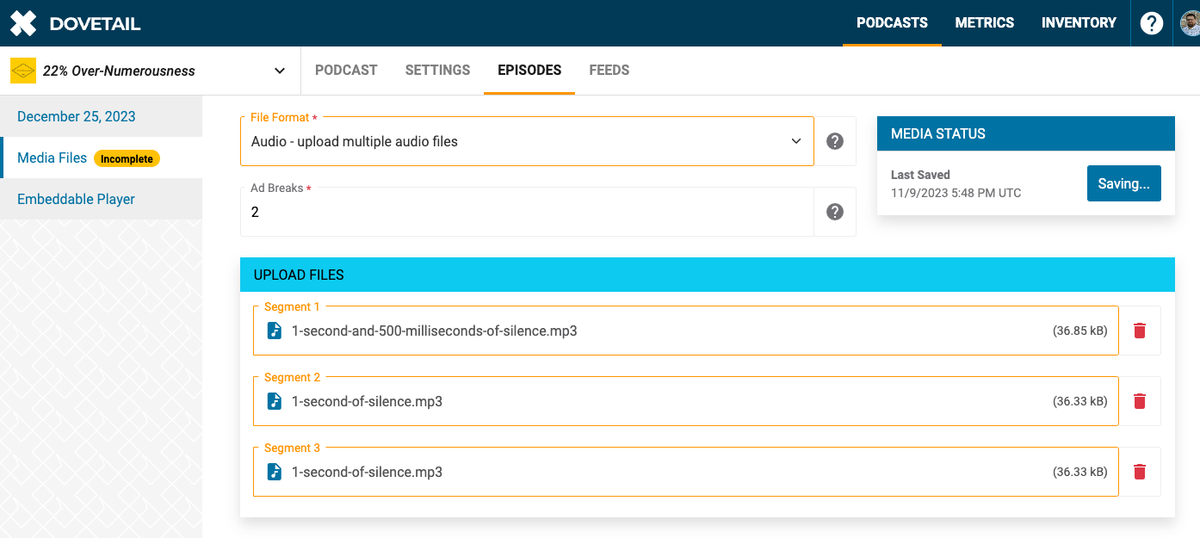 DOVETAIL
PODCASTS METRICS INVENTORY ?
22% Over-Numerousness
PODCAST SETTINGS EPISODES FEEDS
December 25, 2023
Media Files Incomplete
Embeddable Player
File Format *
Audio - upload multiple audio files ?
Ad Breaks *
2 ?
MEDIA STATUS
Last Saved
11/9/2023 5:48 PM UTC
Saving...
UPLOAD FILES
Segment 1
1-second-and-500-milliseconds-of-silence.mp3 (36.85 kB)
Segment 2
1-second-of-silence.mp3 (36.33 kB)
Segment 3
1-second-of-silence.mp3 (36.33 kB)